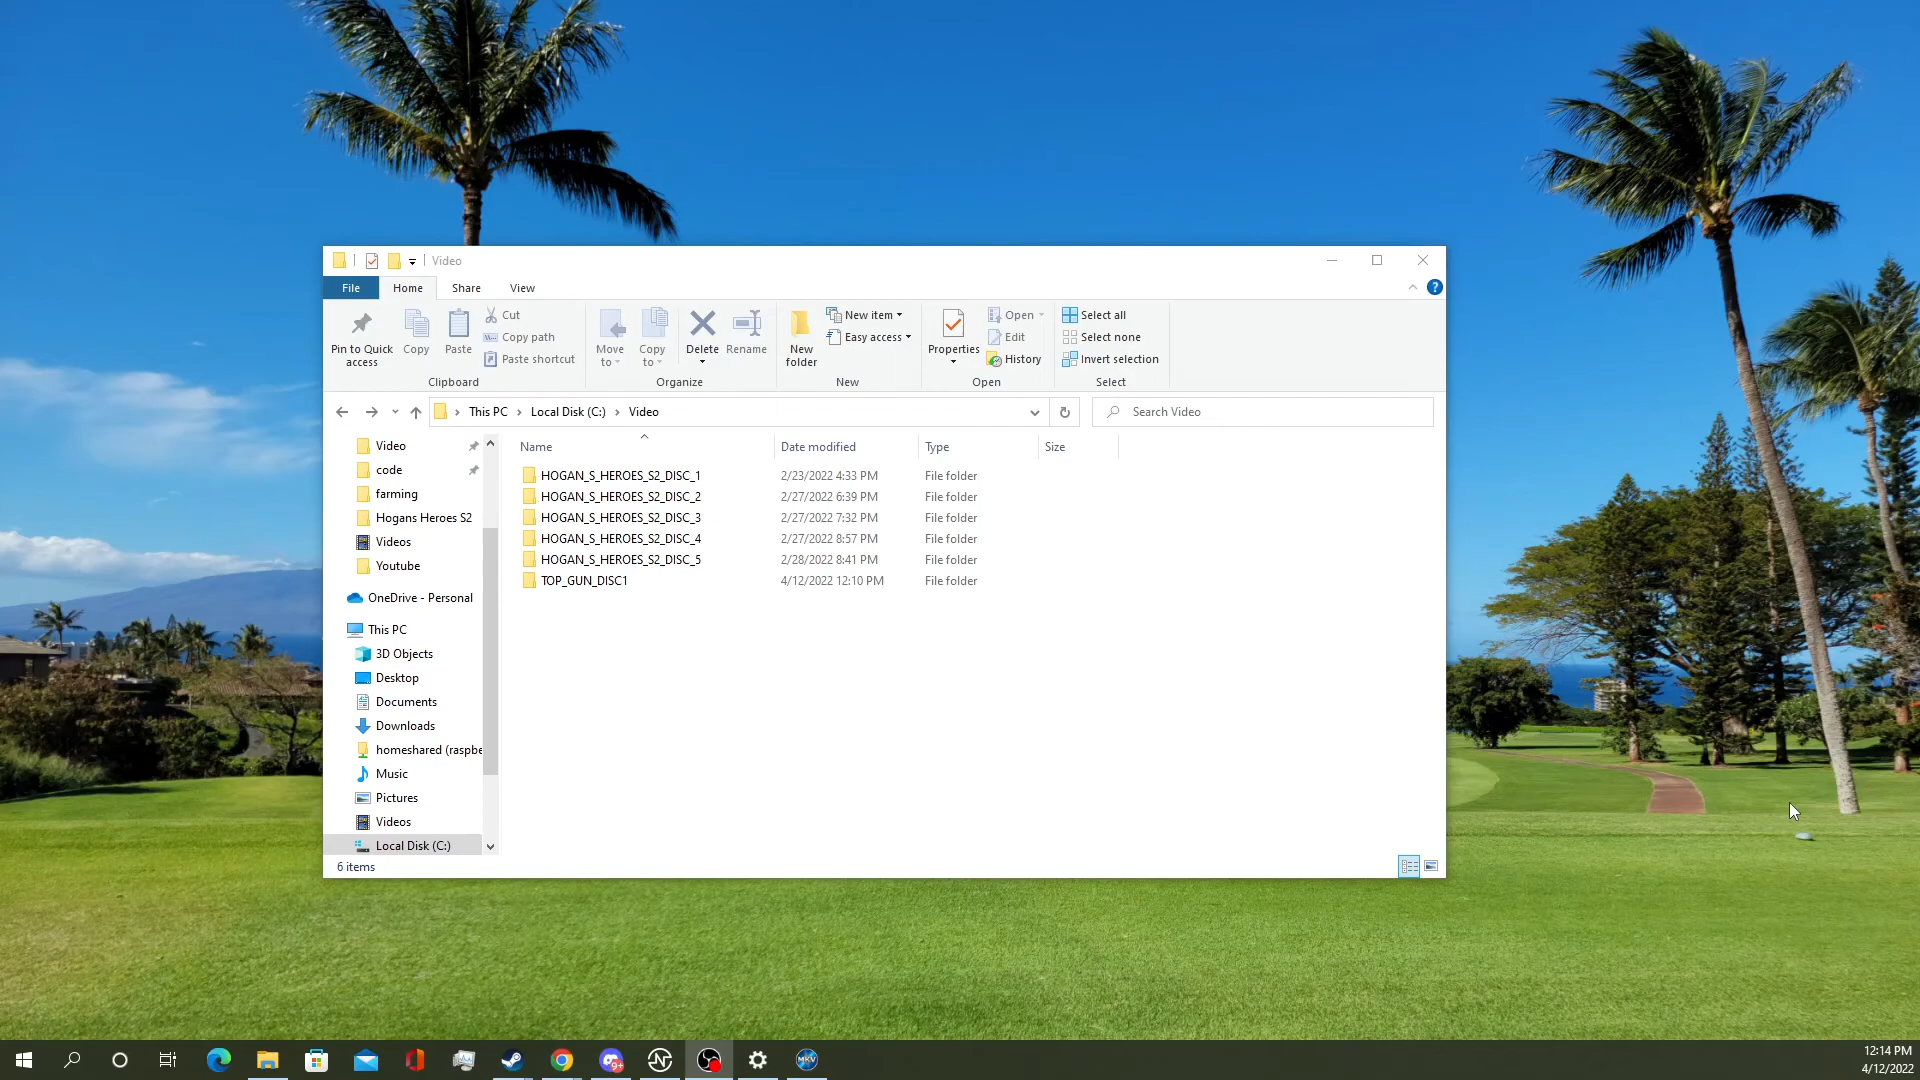 Video
File Home Share View
Pin to Quick access
Copy
Paste
Cut
Copy path
Paste shortcut
Clipboard
Move to
Copy to
Delete
Rename
Organize
New folder
New item
Easy access
New
Properties
Open
Edit
History
Open
Select all
Select none
Invert selection
Select
This PC Local Disk (C:) Video
Search Video
Video
code
farming
Hogans Heroes S2
Videos
Youtube
OneDrive - Personal
This PC
3D Objects
Desktop
Documents
Downloads
homeshared (raspbe
Music
Pictures
Videos
Local Disk (C:)
Name Date modified Type Size
HOGAN_S_HEROES_S2_DISC_1 2/23/2022 4:33 PM File folder
HOGAN_S_HEROES_S2_DISC_2 2/27/2022 6:39 PM File folder
HOGAN_S_HEROES_S2_DISC_3 2/27/2022 7:32 PM File folder
HOGAN_S_HEROES_S2_DISC_4 2/27/2022 8:57 PM File folder
HOGAN_S_HEROES_S2_DISC_5 2/28/2022 8:41 PM File folder
TOP_GUN_DISC1 4/12/2022 12:10 PM File folder
6 items
9+
MKV
12:14 PM
4/12/2022